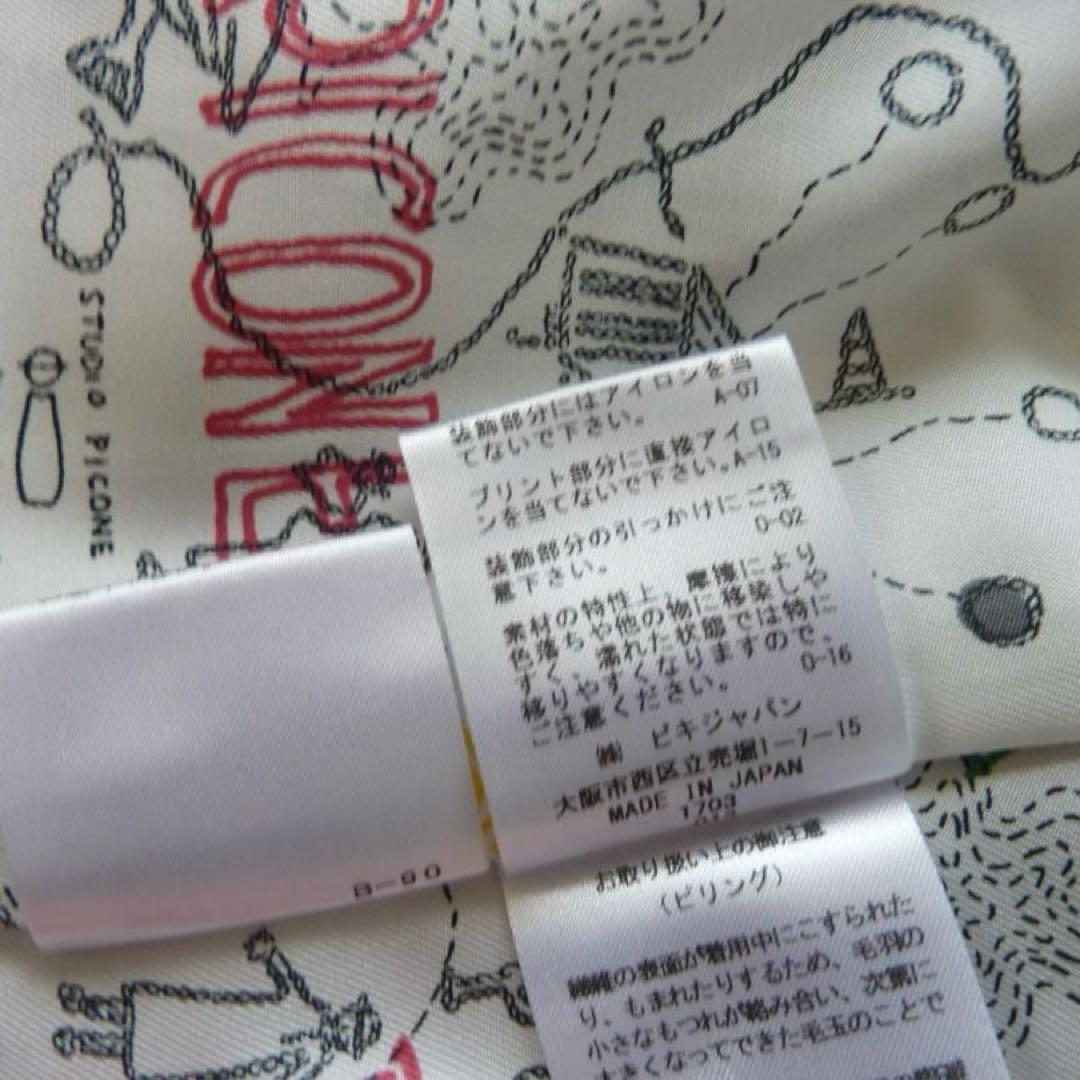 PICONE
STUDIO PICONE
装飾部分にはアイロンを当
てないで下さい。 A-07
プリント部分に直接アイロ
ンを当てないで下さい。A-15
装飾部分の引っかけにご注
意下さい。 O-02
素材の特性上、摩擦により
色落ちや他の物に移染しや
すく、濡れた状態では特に
移りやすくなりますので、
ご注意ください。 O-16
㈱ ビキジャパン
大阪市西区立売堀1-7-15
MADE IN JAPAN
1703
B-90
お取り扱い上の御注意
(ピリング)
繊維の表面が着用中にこすられた
り、もまれたりするため、毛羽の
小さなもつれが絡み合い、次第に
大きくなってできた毛玉のことで